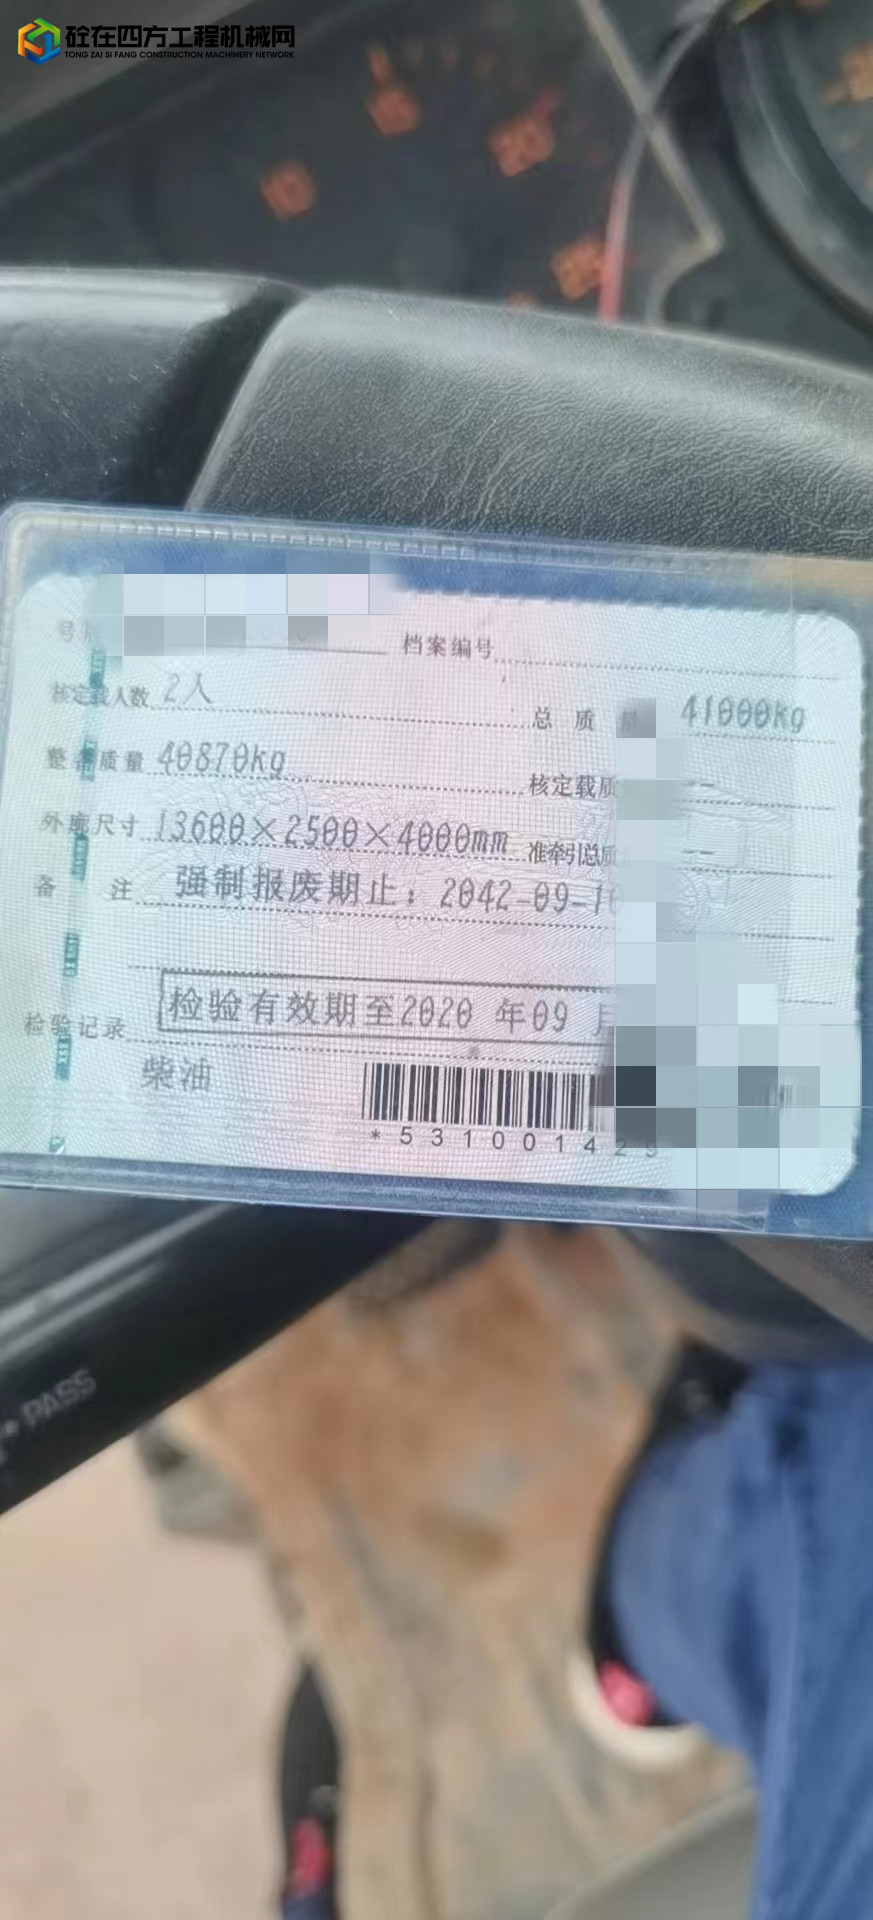 砼在四方工程机械网
TONG ZAI SI FANG CONSTRUCTION MACHINERY NETWORK
号 档案编号
核定载人数 2人 总 质 量 41000kg
整备质量 40870kg 核定载质
外廓尺寸 13600×2500×4000mm 准牵引总质
备 注 强制报废期止：2042-09-10
检验记录 检验有效期至2020 年09 月
柴油
*531001429
PASS